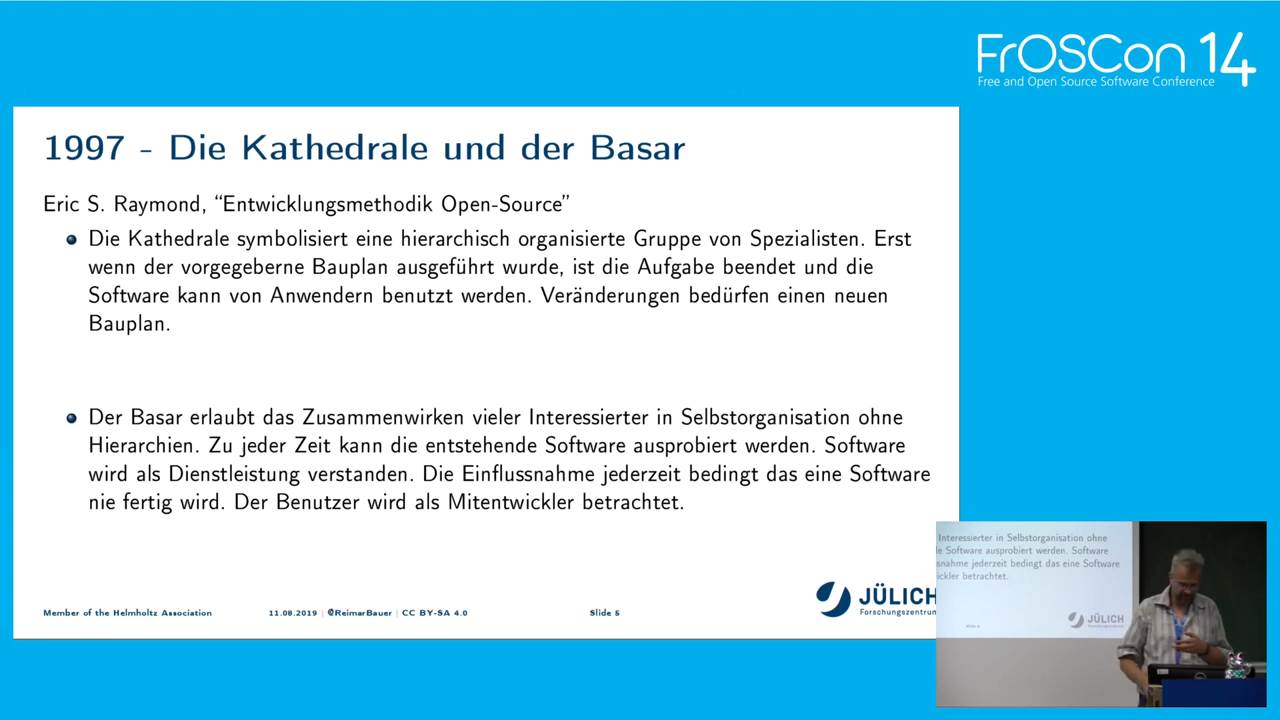 FrOSCon 14
Free and Open Source Software Conference
1997 - Die Kathedrale und der Basar
Eric S. Raymond, “Entwicklungsmethodik Open-Source”
Die Kathedrale symbolisiert eine hierarchisch organisierte Gruppe von Spezialisten. Erst
wenn der vorgegeberne Bauplan ausgeführt wurde, ist die Aufgabe beendet und die
Software kann von Anwendern benutzt werden. Veränderungen bedürfen einen neuen
Bauplan.
Der Basar erlaubt das Zusammenwirken vieler Interessierter in Selbstorganisation ohne
Hierarchien. Zu jeder Zeit kann die entstehende Software ausprobiert werden. Software
wird als Dienstleistung verstanden. Die Einflussnahme jederzeit bedingt das eine Software
nie fertig wird. Der Benutzer wird als Mitentwickler betrachtet.
Member of the Helmholtz Association
11.08.2019 | @ReimarBauer | CC BY-SA 4.0
Slide 5
JÜLICH
Forschungszentrum
Interessierter in Selbstorganisation ohne
e Software ausprobiert werden. Software
snahme jederzeit bedingt das eine Software
ickler betrachtet.
JÜLICH